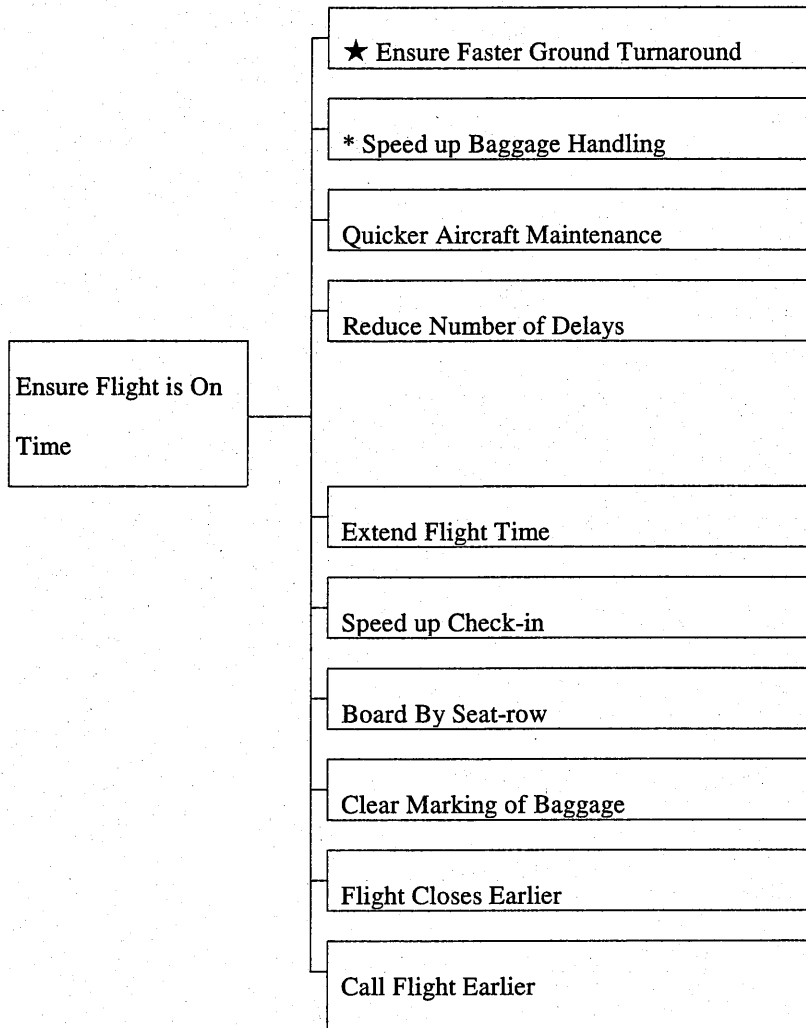 ★ Ensure Faster Ground Turnaround
* Speed up Baggage Handling
Quicker Aircraft Maintenance
Reduce Number of Delays
Ensure Flight is On
Time
Extend Flight Time
Speed up Check-in
Board By Seat-row
Clear Marking of Baggage
Flight Closes Earlier
Call Flight Earlier